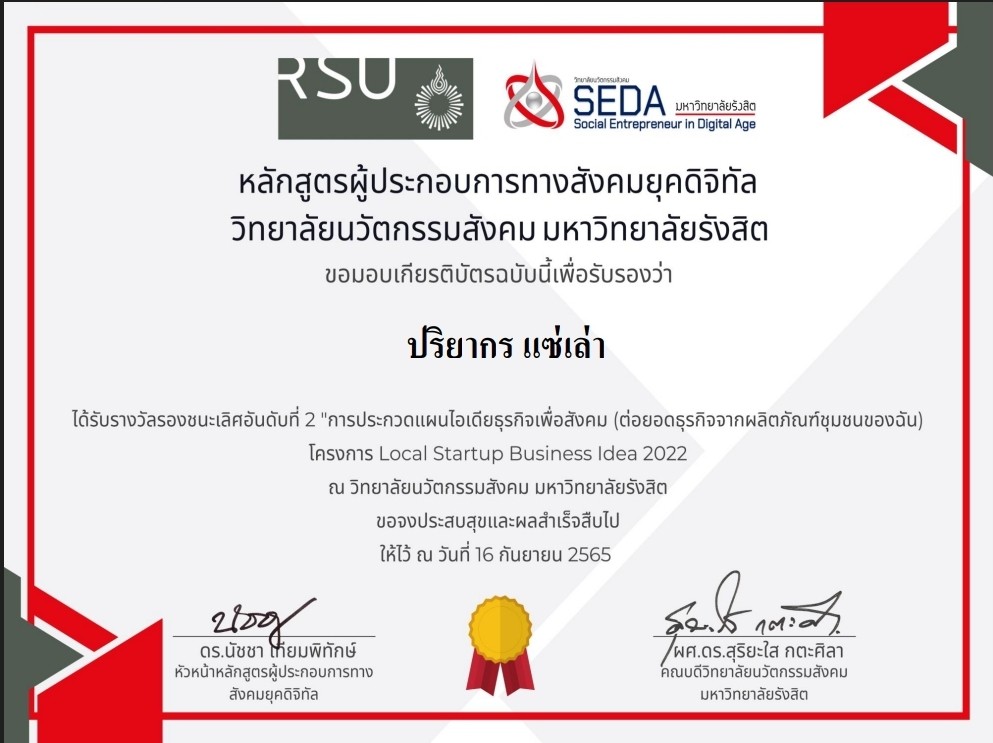 RSU
วิทยาลัยนวัตกรรมสังคม
SEDA มหาวิทยาลัยรังสิต
Social Entrepreneur in Digital Age
หลักสูตรผู้ประกอบการทางสังคมยุคดิจิทัล
วิทยาลัยนวัตกรรมสังคม มหาวิทยาลัยรังสิต
ขอมอบเกียรติบัตรฉบับนี้เพื่อรับรองว่า
ปริยากร แซ่เล่า
ได้รับรางวัลรองชนะเลิศอันดับที่ 2 "การประกวดแผนไอเดียธุรกิจเพื่อสังคม (ต่อยอดธุรกิจจากผลิตภัณฑ์ชุมชนของฉัน)
โครงการ Local Startup Business Idea 2022
ณ วิทยาลัยนวัตกรรมสังคม มหาวิทยาลัยรังสิต
ขอจงประสบสุขและผลสำเร็จสืบไป
ให้ไว้ ณ วันที่ 16 กันยายน 2565
ดร.นัชชา เทียมพิทักษ์
หัวหน้าหลักสูตรผู้ประกอบการทาง
สังคมยุคดิจิทัล
ผศ.ดร.สุริยะใส กตะศิลา
คณบดีวิทยาลัยนวัตกรรมสังคม
มหาวิทยาลัยรังสิต